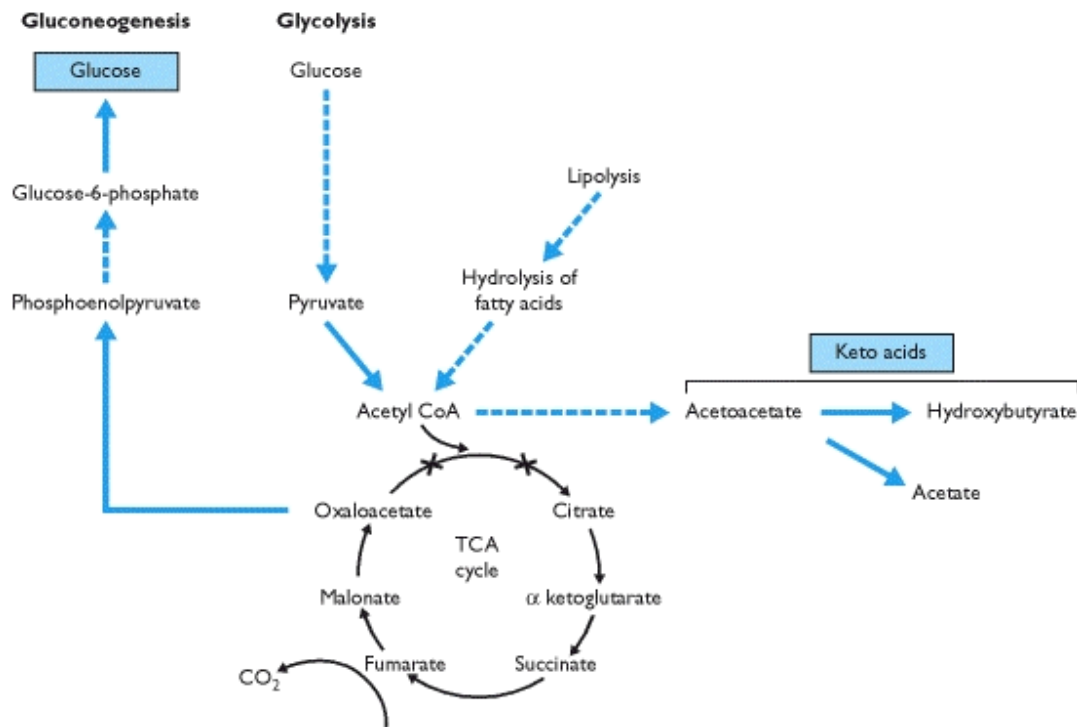 Gluconeogenesis
Glycolysis
Glucose
Glucose
Lipolysis
Glucose-6-phosphate
Hydrolysis of
fatty acids
Phosphoenolpyruvate
Pyruvate
Keto acids
Acetyl CoA
Acetoacetate
Hydroxybutyrate
Acetate
Oxaloacetate
Citrate
TCA
cycle
Malonate
α ketoglutarate
Fumarate
Succinate
CO₂